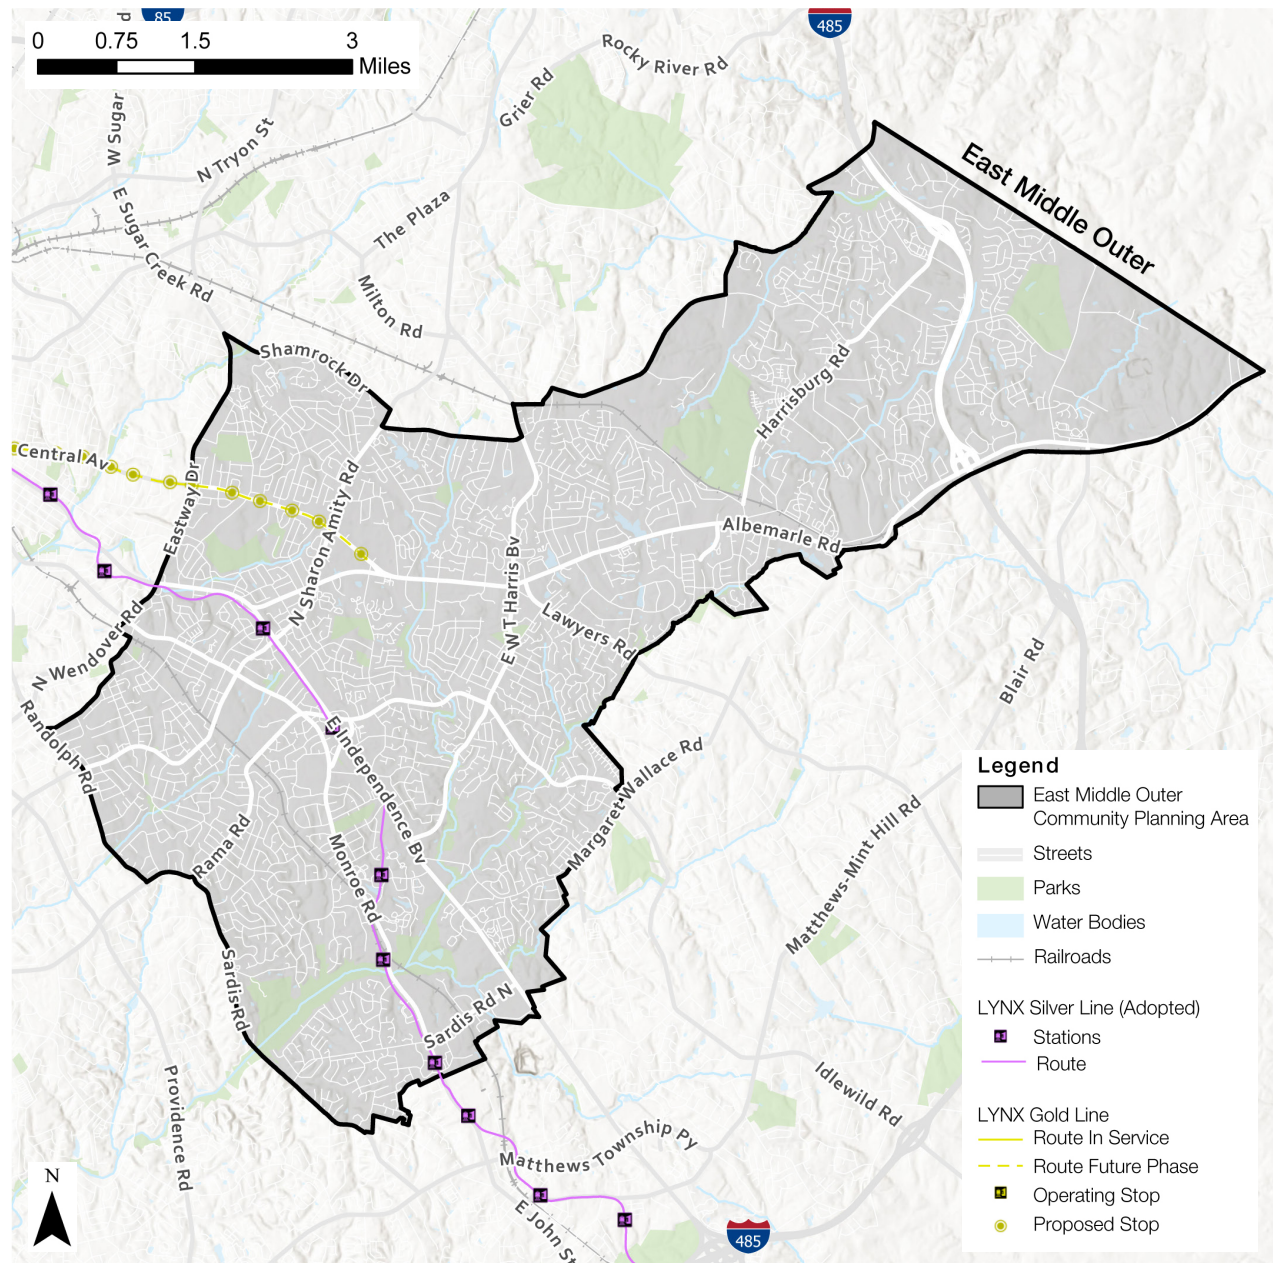 85
485
0 0.75 1.5 3
Miles
Rocky River Rd
Grier Rd
W Sugar
N Tryon St
E Sugar Creek Rd
The Plaza
Milton Rd
East Middle Outer
Shamrock Dr
Harrisburg Rd
Central Av
Eastway Dr
N Sharon Amity Rd
E W T Harris Bv
Albemarle Rd
Lawyers Rd
N Wendover Rd
Randolph Rd
E Independence Bv
Blair Rd
Margaret Wallace Rd
Rama Rd
Monroe Rd
Matthews-Mint Hill Rd
Sardis Rd
Sardis Rd N
Providence Rd
Idlewild Rd
Matthews Township Py
E John St
485
N
Legend
East Middle Outer
Community Planning Area
Streets
Parks
Water Bodies
Railroads
LYNX Silver Line (Adopted)
Stations
Route
LYNX Gold Line
Route In Service
Route Future Phase
Operating Stop
Proposed Stop